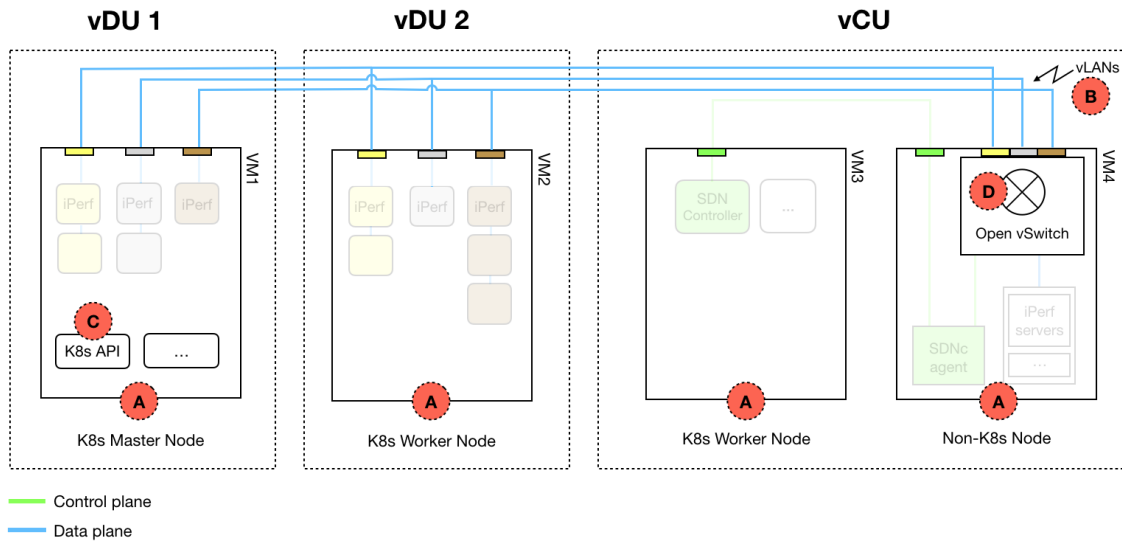 vDU 1
vDU 2
vCU
vLANs
B
VM1
VM2
VM3
VM4
iPerf
iPerf
iPerf
iPerf
iPerf
iPerf
SDN
Controller
...
D
Open vSwitch
C
K8s API
...
iPerf
servers
...
SDNc
agent
A
A
A
A
K8s Master Node
K8s Worker Node
K8s Worker Node
Non-K8s Node
Control plane
Data plane